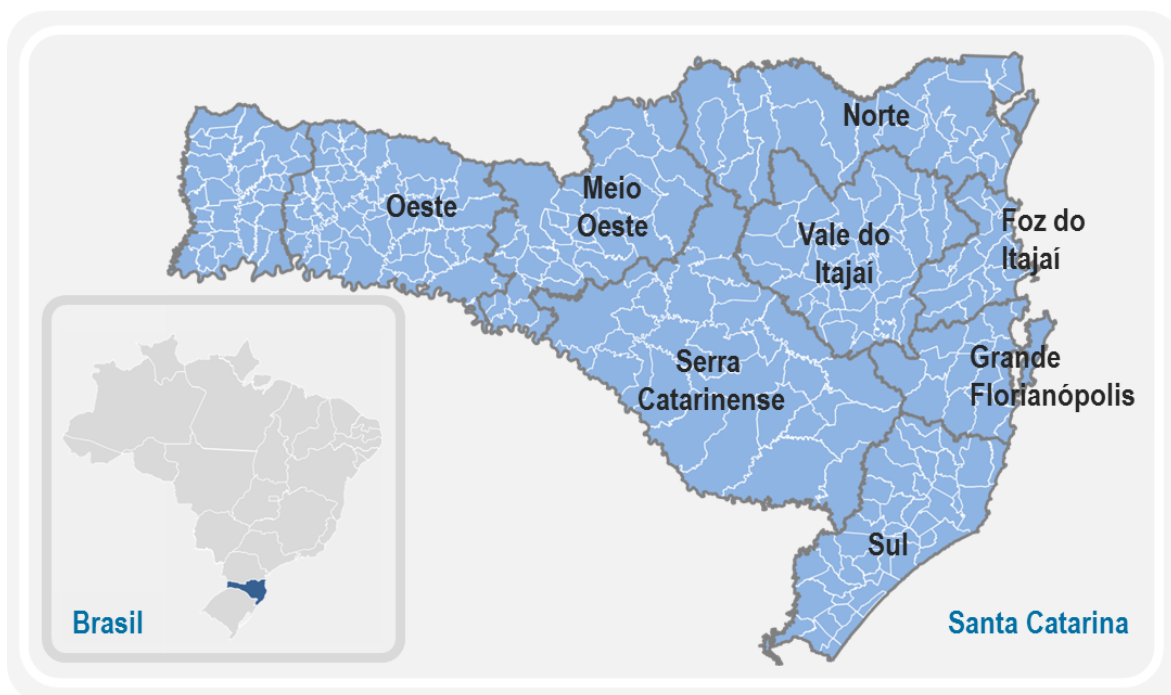 Norte
Oeste
Meio
Oeste
Vale do
Itajaí
Foz do
Itajaí
Serra
Catarinense
Grande
Florianópolis
Sul
Brasil
Santa Catarina